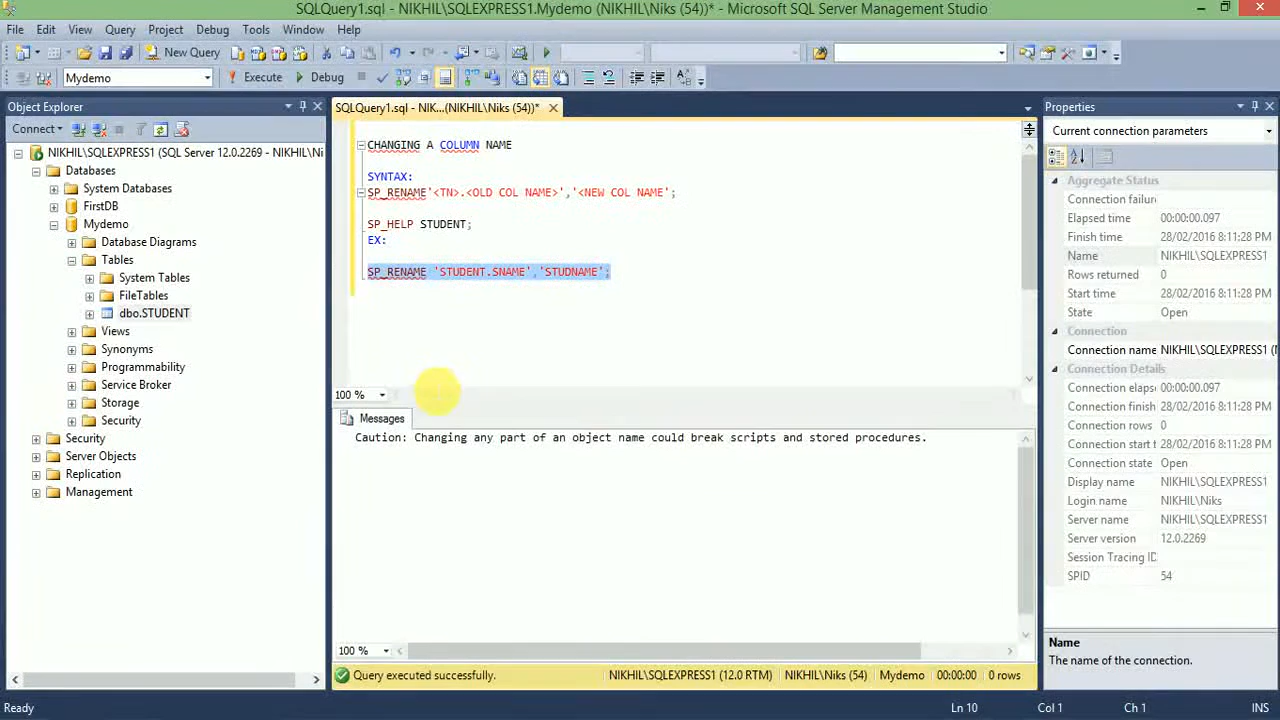 SQLQuery1.sql - NIKHIL\SQLEXPRESS1.Mydemo (NIKHIL\Niks (54))* - Microsoft SQL Server Management Studio
File Edit View Query Project Debug Tools Window Help
New Query
Mydemo Execute Debug
Object Explorer
Connect
NIKHIL\SQLEXPRESS1 (SQL Server 12.0.2269 - NIKHIL\Ni
Databases
System Databases
FirstDB
Mydemo
Database Diagrams
Tables
System Tables
FileTables
dbo.STUDENT
Views
Synonyms
Programmability
Service Broker
Storage
Security
Security
Server Objects
Replication
Management
SQLQuery1.sql - NIK...(NIKHIL\Niks (54))*
CHANGING A COLUMN NAME
SYNTAX:
SP_RENAME'<TN>.<OLD COL NAME>','<NEW COL NAME';
SP_HELP STUDENT;
EX:
SP_RENAME 'STUDENT.SNAME','STUDNAME';
100 %
Messages
Caution: Changing any part of an object name could break scripts and stored procedures.
100 %
Query executed successfully. NIKHIL\SQLEXPRESS1 (12.0 RTM) NIKHIL\Niks (54) Mydemo 00:00:00 0 rows
Properties
Current connection parameters
Aggregate Status
Connection failure
Elapsed time 00:00:00.097
Finish time 28/02/2016 8:11:28 PM
Name NIKHIL\SQLEXPRESS1
Rows returned 0
Start time 28/02/2016 8:11:28 PM
State Open
Connection
Connection name NIKHIL\SQLEXPRESS1 (
Connection Details
Connection elaps 00:00:00.097
Connection finish 28/02/2016 8:11:28 PM
Connection rows 0
Connection start t 28/02/2016 8:11:28 PM
Connection state Open
Display name NIKHIL\SQLEXPRESS1
Login name NIKHIL\Niks
Server name NIKHIL\SQLEXPRESS1
Server version 12.0.2269
Session Tracing ID
SPID 54
Name
The name of the connection.
Ready Ln 10 Col 1 Ch 1 INS